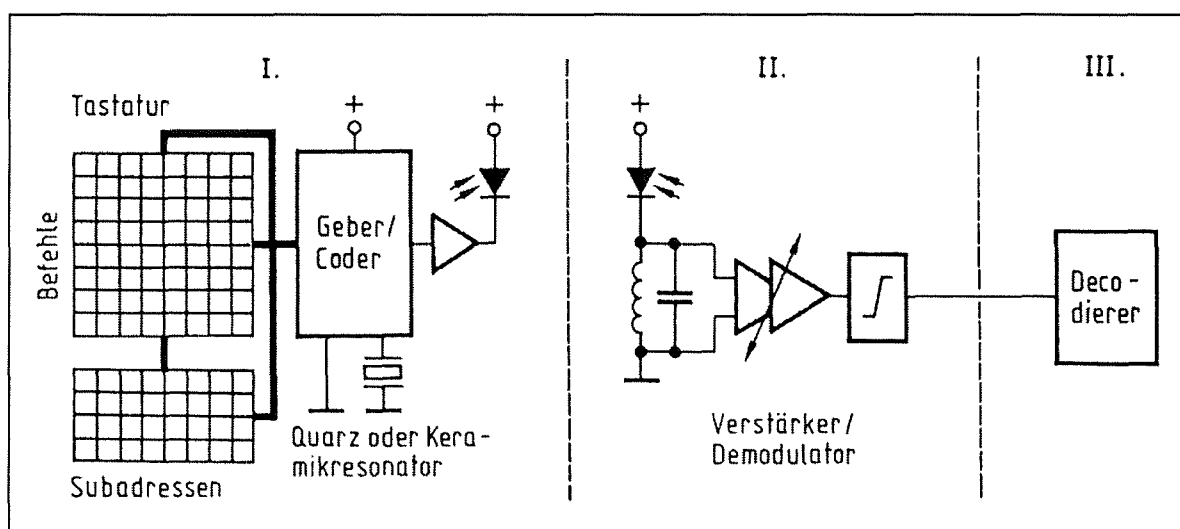 I.
II.
III.
Tastatur
+
+
+
Befehle
Geber/
Coder
Deco-
dierer
Quarz oder Kera-
mikresonator
Verstärker/
Demodulator
Subadressen